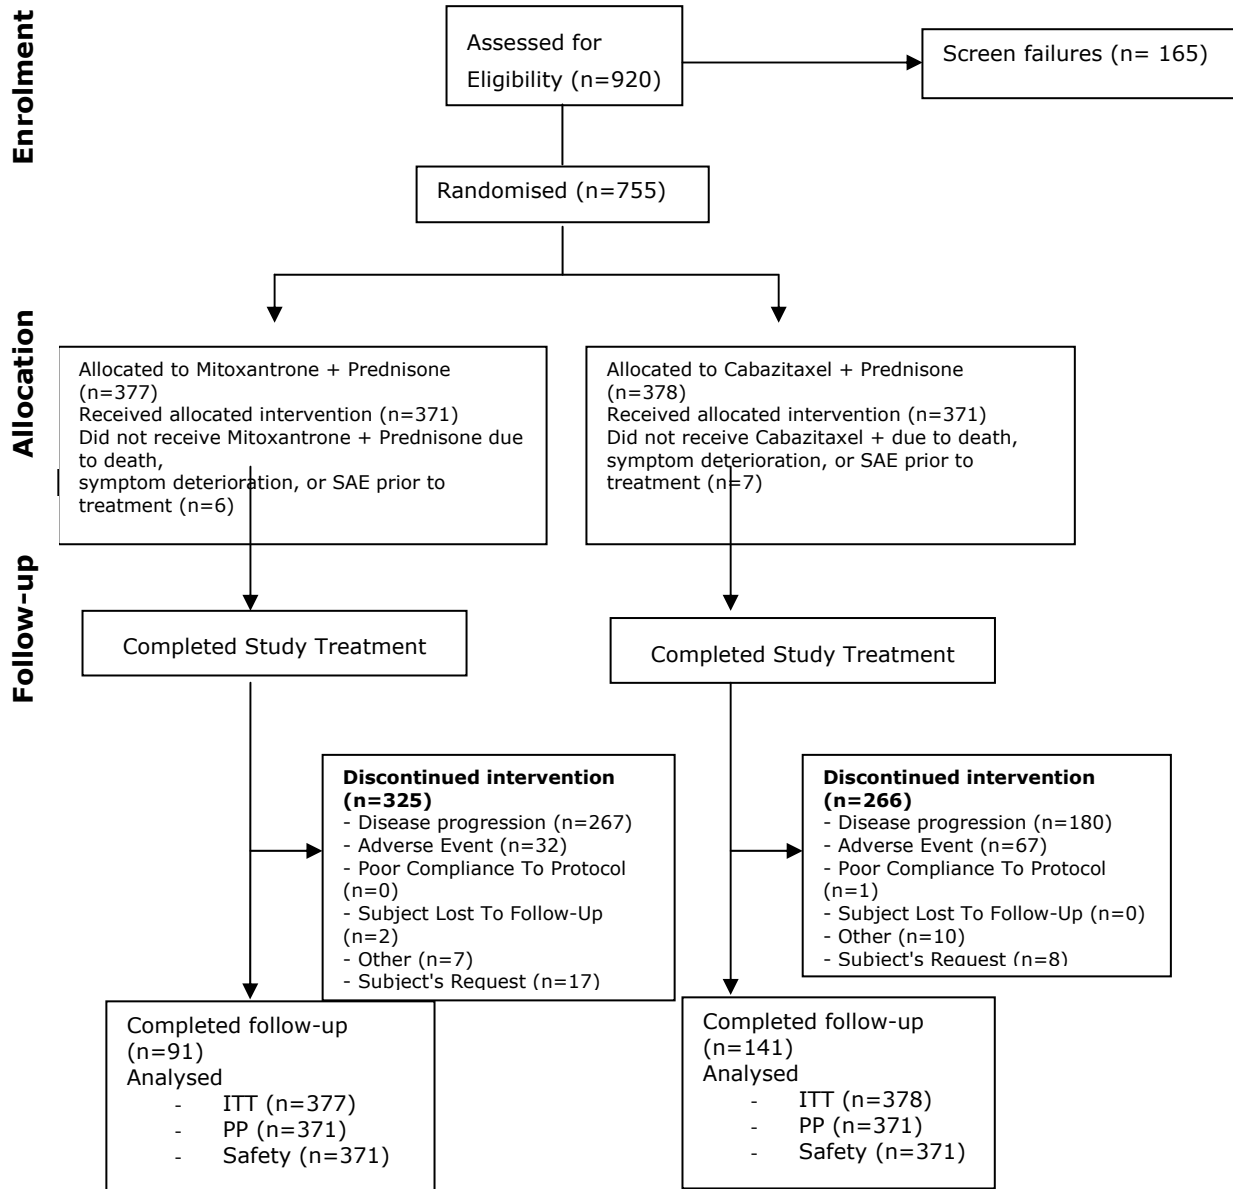 Enrolment
Assessed for
Eligibility (n=920)
Screen failures (n= 165)
Randomised (n=755)
Allocation
Allocated to Mitoxantrone + Prednisone
(n=377)
Received allocated intervention (n=371)
Did not receive Mitoxantrone + Prednisone due
to death,
symptom deterioration, or SAE prior to
treatment (n=6)
Allocated to Cabazitaxel + Prednisone
(n=378)
Received allocated intervention (n=371)
Did not receive Cabazitaxel + due to death,
symptom deterioration, or SAE prior to
treatment (n=7)
Follow-up
Completed Study Treatment
Completed Study Treatment
Discontinued intervention
(n=325)
- Disease progression (n=267)
- Adverse Event (n=32)
- Poor Compliance To Protocol
(n=0)
- Subject Lost To Follow-Up
(n=2)
- Other (n=7)
- Subject's Request (n=17)
Discontinued intervention
(n=266)
- Disease progression (n=180)
- Adverse Event (n=67)
- Poor Compliance To Protocol
(n=1)
- Subject Lost To Follow-Up (n=0)
- Other (n=10)
- Subject's Request (n=8)
Completed follow-up
(n=91)
Analysed
- ITT (n=377)
- PP (n=371)
- Safety (n=371)
Completed follow-up
(n=141)
Analysed
- ITT (n=378)
- PP (n=371)
- Safety (n=371)